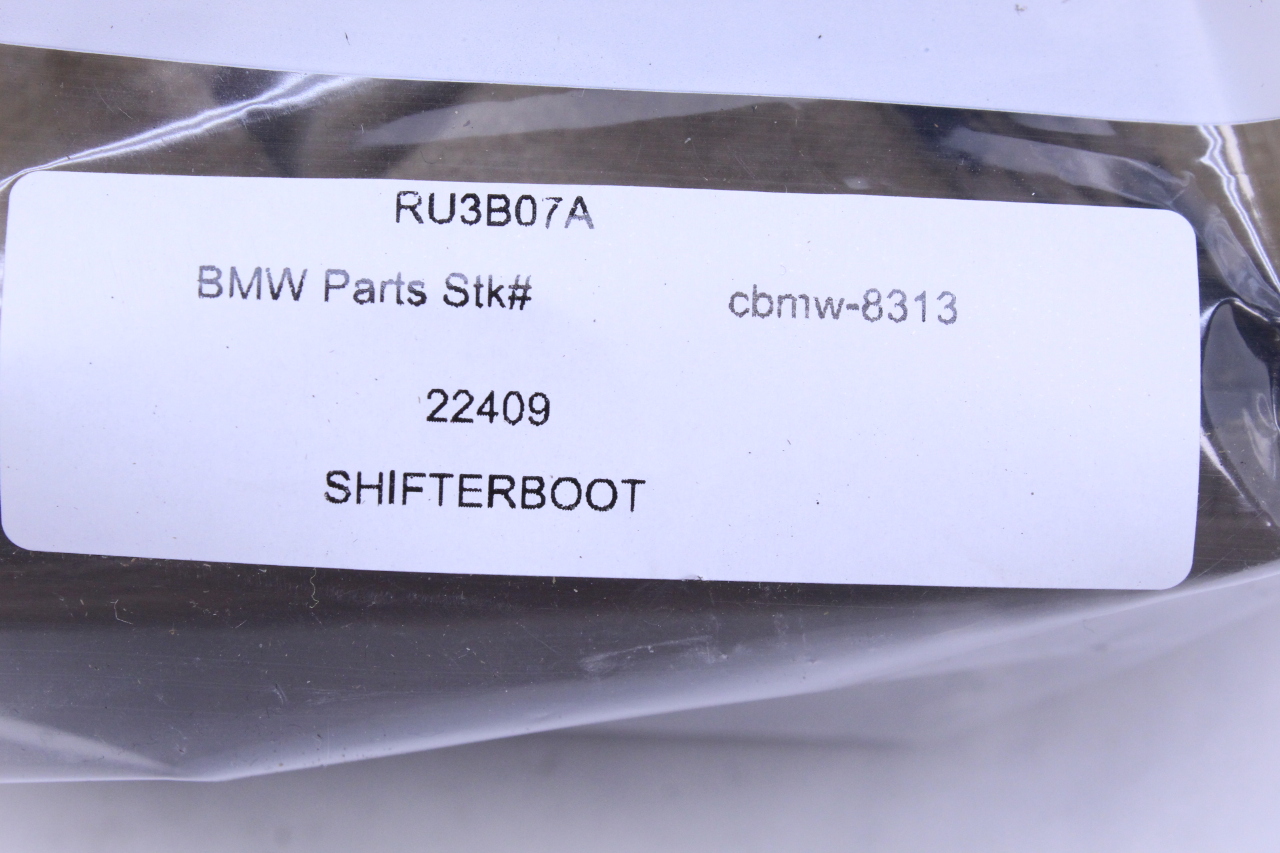 RU3B07A
BMW Parts Stk# cbmw-8313
22409
SHIFTERBOOT